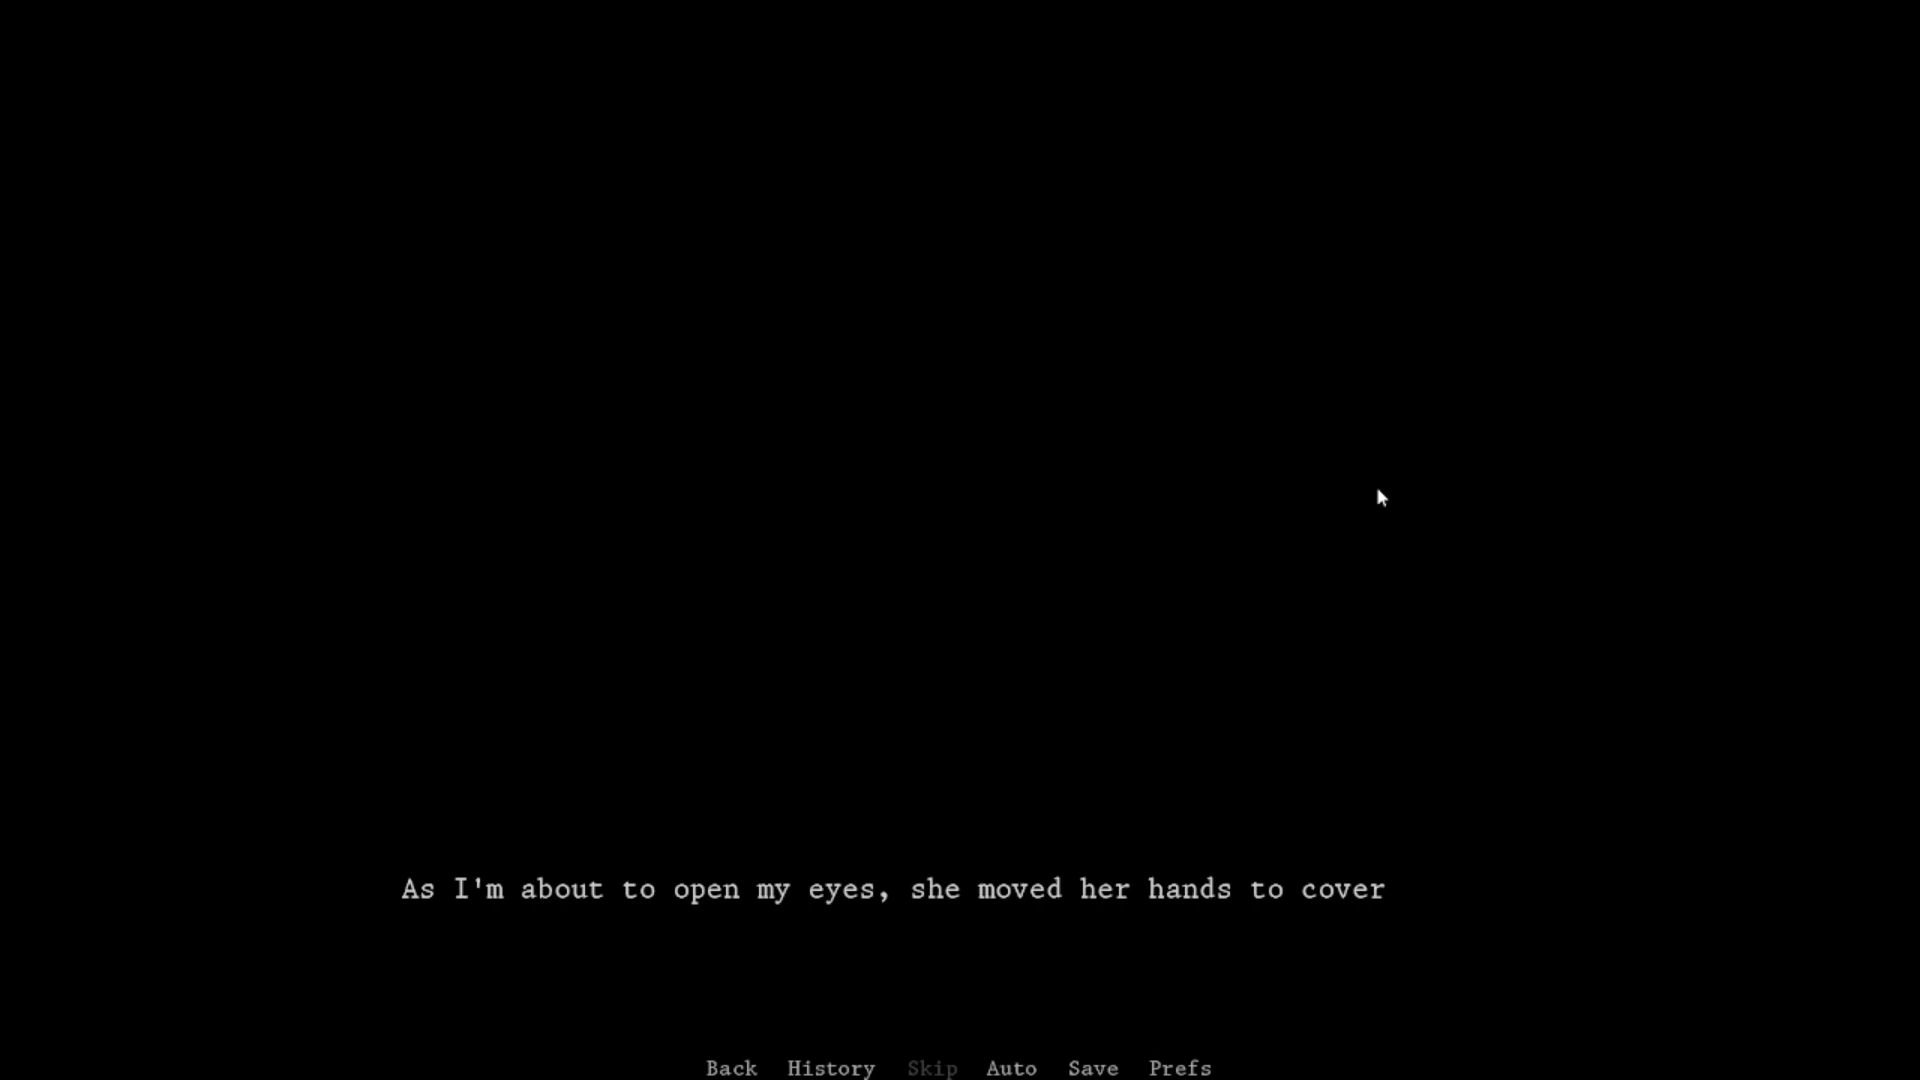 As I'm about to open my eyes, she moved her hands to cover
Back History Skip Auto Save Prefs